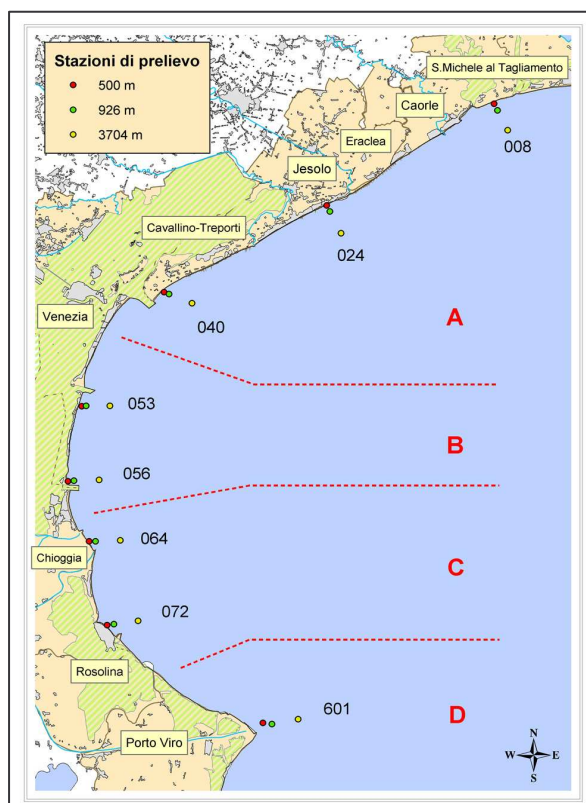 Stazioni di prelievo
500 m
926 m
3704 m
S.Michele al Tagliamento
Caorle
Eraclea
008
Jesolo
Cavallino-Treporti
024
Venezia
040
A
053
B
056
064
Chioggia
C
072
Rosolina
601
D
Porto Viro
N
W E
S